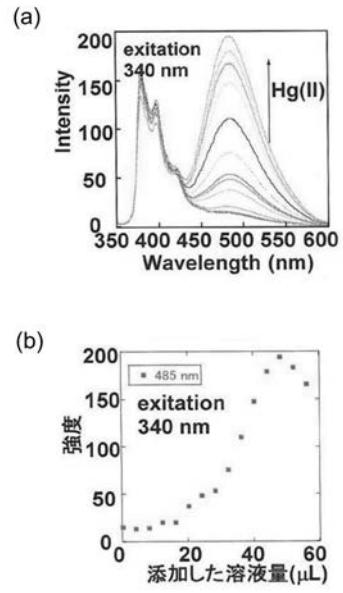 (a)
200
150
100
50
0
Intensity
exitation
340 nm
Hg(II)
350 400 450 500 550 600
Wavelength (nm)
(b)
200
150
100
50
0
強度
485 nm
exitation
340 nm
0 20 40 60
添加した溶液量(μL)